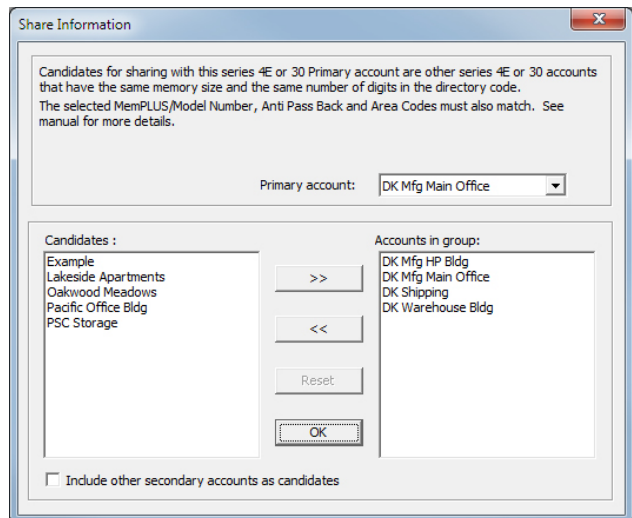 Share Information
Candidates for sharing with this series 4E or 30 Primary account are other series 4E or 30 accounts
that have the same memory size and the same number of digits in the directory code.
The selected MemPLUS/Model Number, Anti Pass Back and Area Codes must also match.  See
manual for more details.
Primary account: DK Mfg Main Office
Candidates :
Example
Lakeside Apartments
Oakwood Meadows
Pacific Office Bldg
PSC Storage
>>
<<
Reset
OK
Accounts in group:
DK Mfg HP Bldg
DK Mfg Main Office
DK Shipping
DK Warehouse Bldg
Include other secondary accounts as candidates